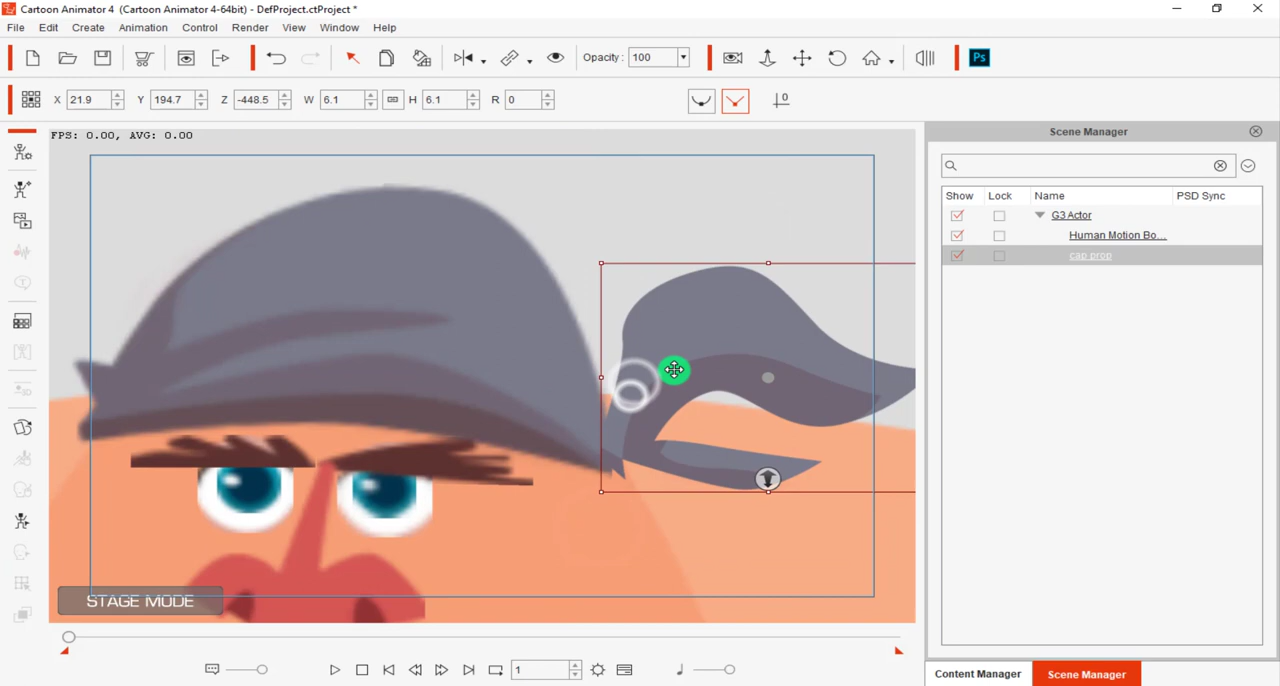 Cartoon Animator 4 (Cartoon Animator 4-64bit) - DefProject.ctProject *
File Edit Create Animation Control Render View Window Help
Opacity : 100 Ps
X 21.9 Y 194.7 Z -448.5 W 6.1 H 6.1 R 0 0
FPS: 0.00, AVG: 0.00
Scene Manager
Show Lock Name PSD Sync
G3 Actor
Human Motion Bo...
cap prop
STAGE MODE
1
Content Manager Scene Manager